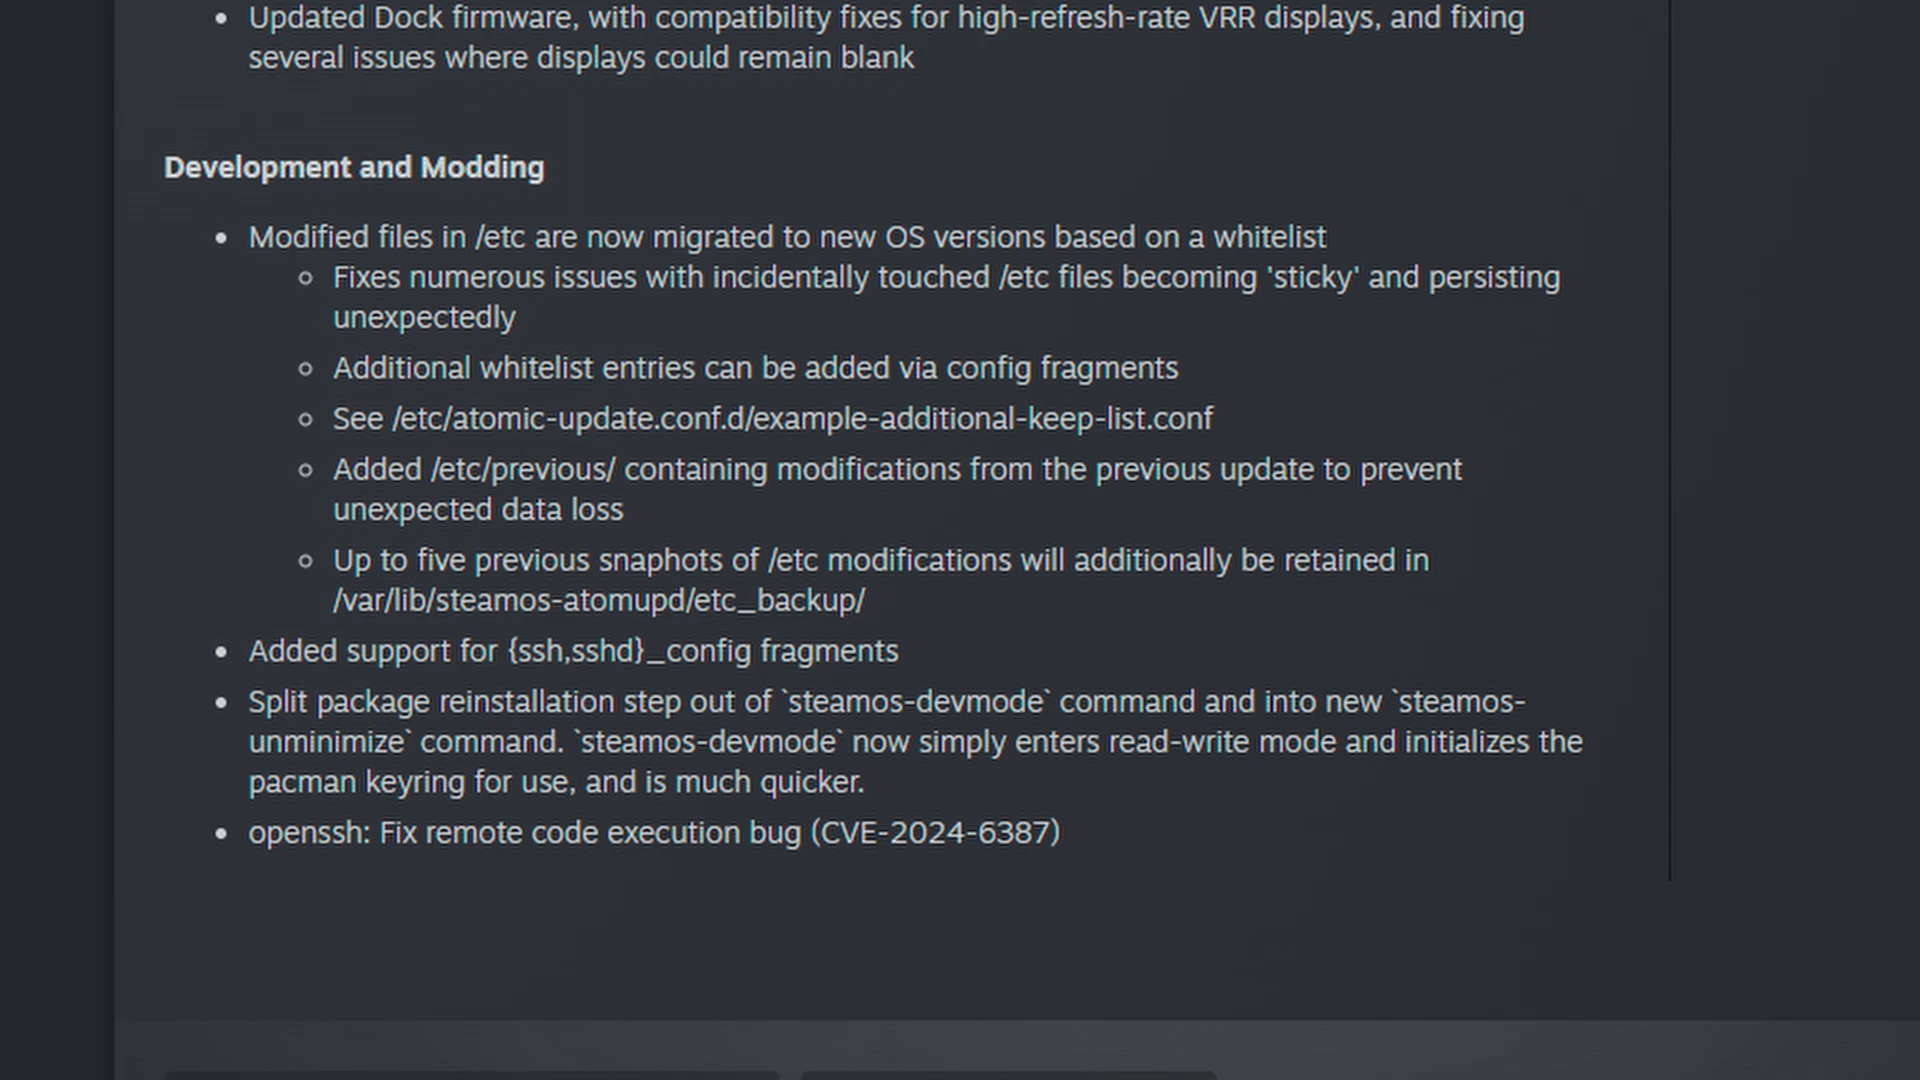 Updated Dock firmware, with compatibility fixes for high-refresh-rate VRR displays, and fixing
several issues where displays could remain blank
Development and Modding
Modified files in /etc are now migrated to new OS versions based on a whitelist
Fixes numerous issues with incidentally touched /etc files becoming 'sticky' and persisting
unexpectedly
Additional whitelist entries can be added via config fragments
See /etc/atomic-update.conf.d/example-additional-keep-list.conf
Added /etc/previous/ containing modifications from the previous update to prevent
unexpected data loss
Up to five previous snaphots of /etc modifications will additionally be retained in
/var/lib/steamos-atomupd/etc_backup/
Added support for {ssh,sshd}_config fragments
Split package reinstallation step out of `steamos-devmode` command and into new `steamos-
unminimize` command. `steamos-devmode` now simply enters read-write mode and initializes the
pacman keyring for use, and is much quicker.
openssh: Fix remote code execution bug (CVE-2024-6387)